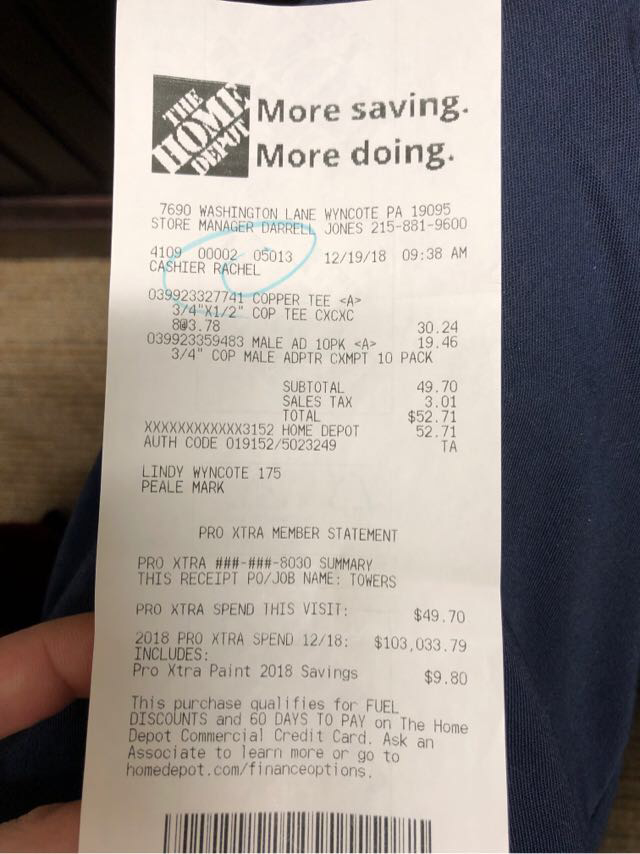 THE
HOME
DEPOT
More saving.
More doing.
7690 WASHINGTON LANE WYNCOTE PA 19095
STORE MANAGER DARRELL JONES 215-881-9600
4109 00002 05013 12/19/18 09:38 AM
CASHIER RACHEL
039923327741 COPPER TEE <A>
3/4"X1/2" COP TEE CXCXC
8@3.78 30.24
039923359483 MALE AD 10PK <A> 19.46
3/4" COP MALE ADPTR CXMPT 10 PACK
SUBTOTAL 49.70
SALES TAX 3.01
TOTAL $52.71
XXXXXXXXXXXX3152 HOME DEPOT 52.71
AUTH CODE 019152/5023249 TA
LINDY WYNCOTE 175
PEALE MARK
PRO XTRA MEMBER STATEMENT
PRO XTRA ###-###-8030 SUMMARY
THIS RECEIPT PO/JOB NAME: TOWERS
PRO XTRA SPEND THIS VISIT: $49.70
2018 PRO XTRA SPEND 12/18: $103,033.79
INCLUDES:
Pro Xtra Paint 2018 Savings $9.80
This purchase qualifies for FUEL
DISCOUNTS and 60 DAYS TO PAY on The Home
Depot Commercial Credit Card. Ask an
Associate to learn more or go to
homedepot.com/financeoptions.